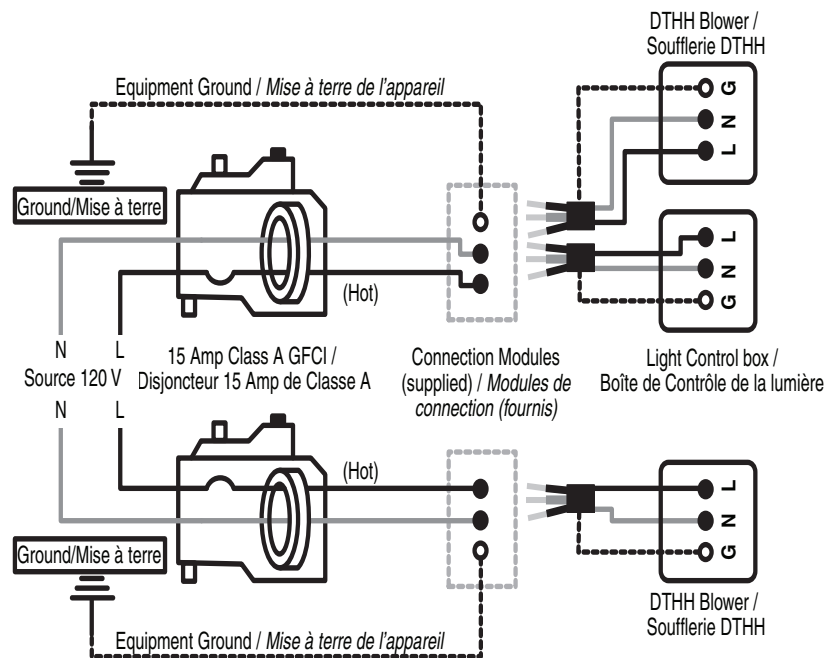 DTHH Blower /
Soufflerie DTHH
Equipment Ground / Mise à terre de l'appareil
G
N
L
Ground/Mise à terre
L
N
G
(Hot)
N L
Source 120 V
N L
15 Amp Class A GFCI /
Disjoncteur 15 Amp de Classe A
Connection Modules
(supplied) / Modules de
connection (fournis)
Light Control box /
Boîte de Contrôle de la lumière
(Hot)
L
N
G
Ground/Mise à terre
DTHH Blower /
Soufflerie DTHH
Equipment Ground / Mise à terre de l'appareil